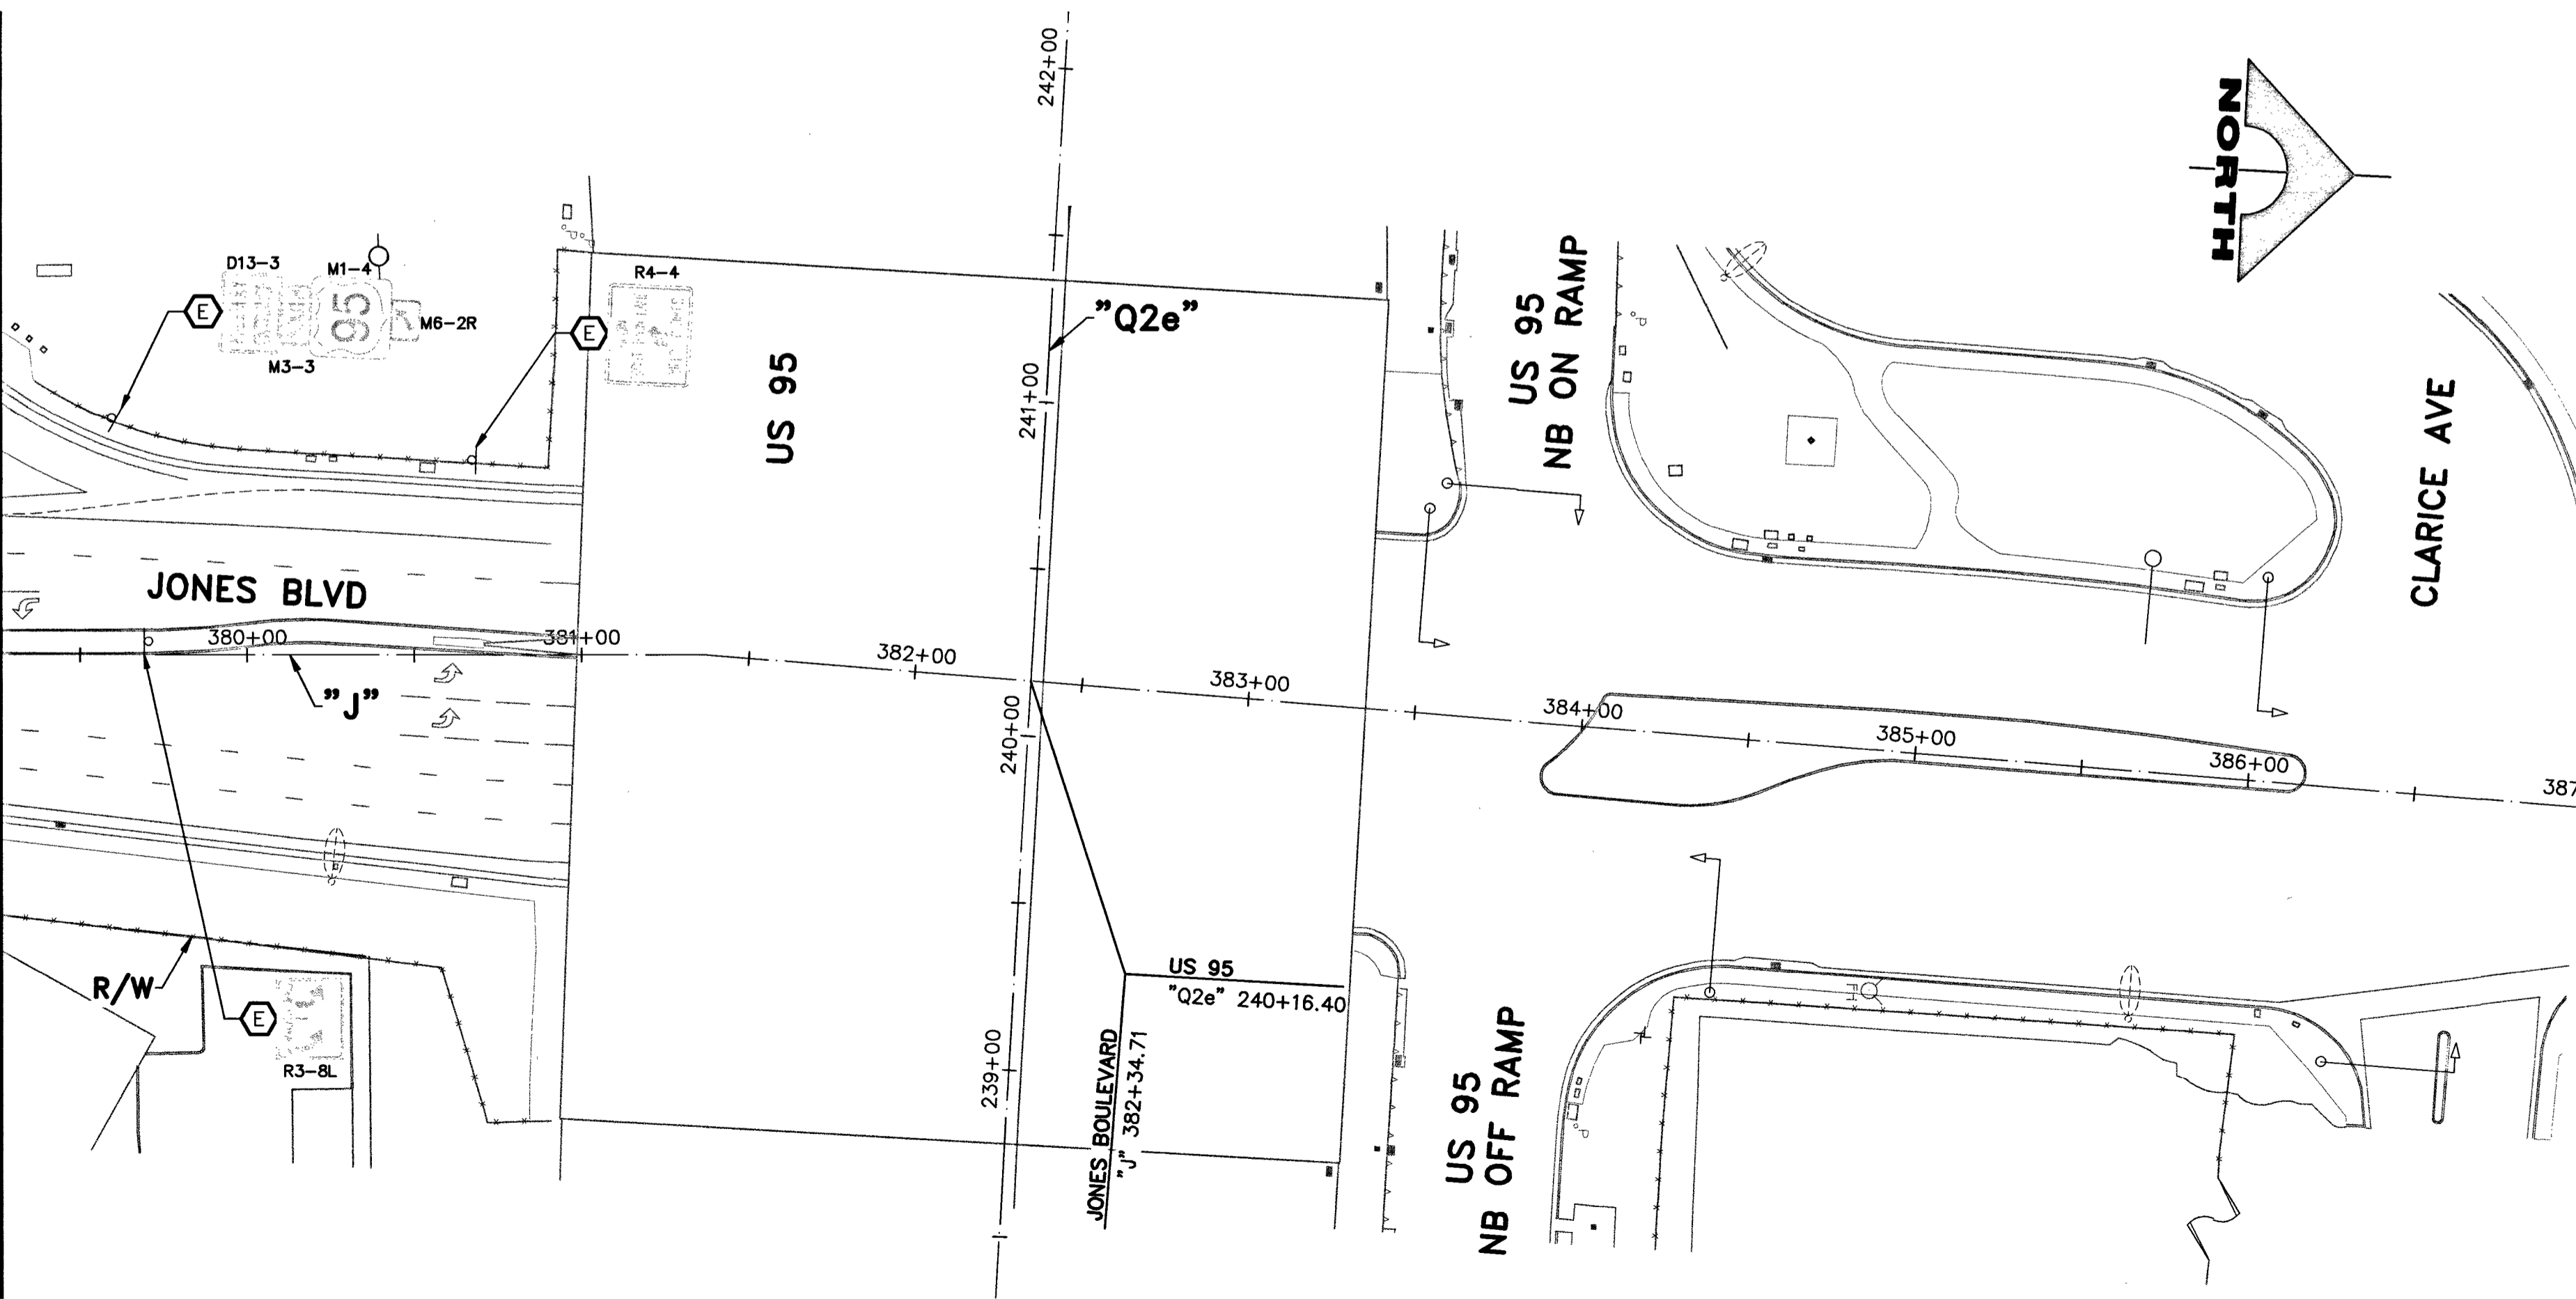 242+00
NORTH
D13-3
M1-4
E
95
M6-2R
M3-3
E
R4-4
US 95
"Q2e"
241+00
US 95
NB ON RAMP
CLARICE AVE
JONES BLVD
380+00
381+00
"J"
382+00
383+00
384+00
385+00
386+00
387
240+00
R/W
E
R3-8L
US 95
"Q2e" 240+16.40
JONES BOULEVARD
"J" 382+34.71
239+00
US 95
NB OFF RAMP
FH